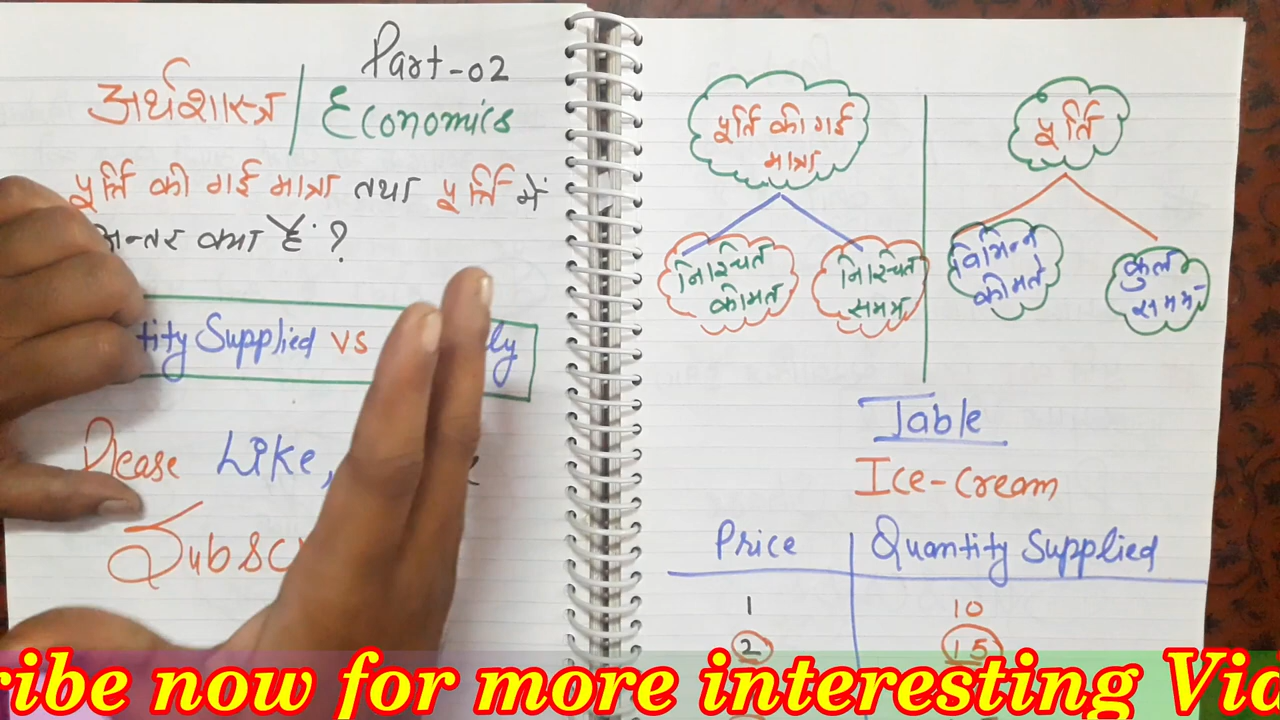 Part-02
अर्थशास्त्र | Economics
पूर्ति की गई मात्रा तथा पूर्ति में
अन्तर क्या है ?
tity Supplied VS ly
Please Like,
Subsc
पूर्ति की गई
मात्रा
निश्चित
कीमत
निश्चित
समय
पूर्ति
विभिन्न
कीमतें
कुल
समय
Table
Ice-Cream
Price Quantity Supplied
1 10
2 15
ribe now for more interesting Vid